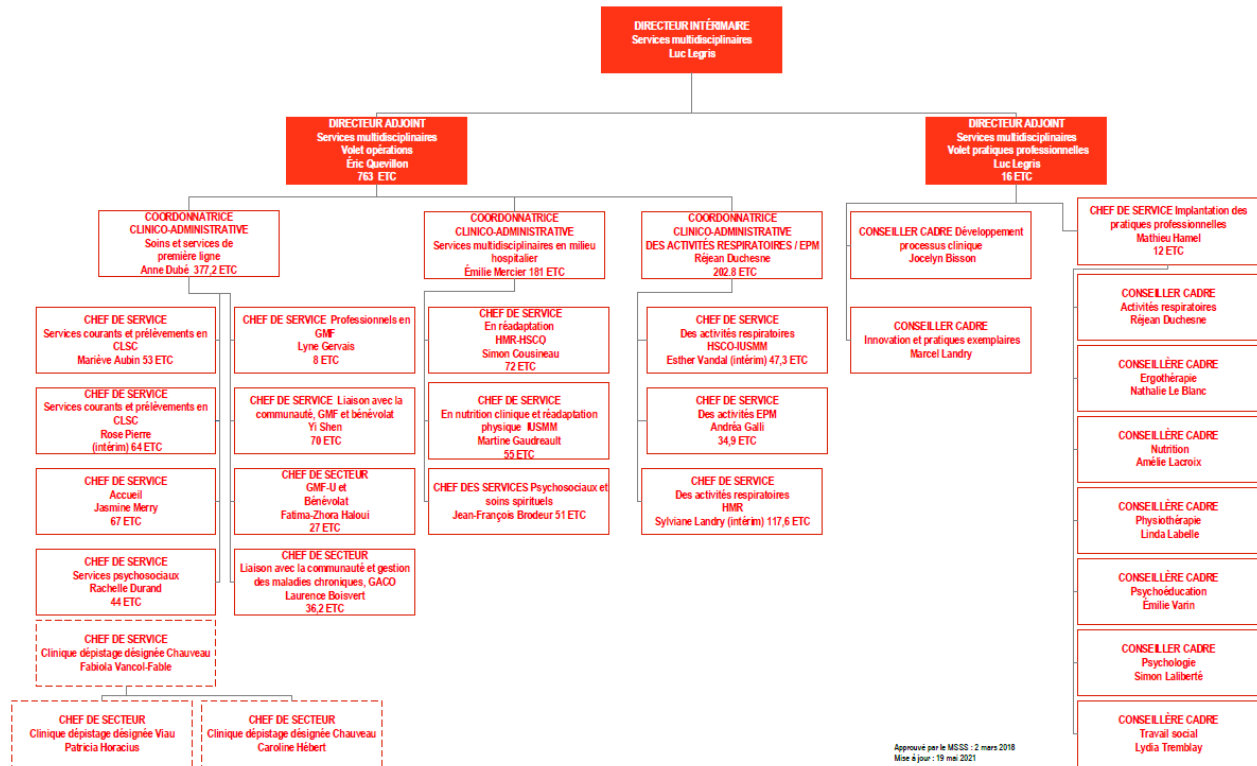 DIRECTEUR INTÉRIMAIRE
Services multidisciplinaires
Luc Legris
DIRECTEUR ADJOINT
Services multidisciplinaires
Volet opérations
Éric Quevillon
763 ETC
DIRECTEUR ADJOINT
Services multidisciplinaires
Volet pratiques professionnelles
Luc Legris
16 ETC
COORDONNATRICE
CLINICO-ADMINISTRATIVE
Soins et services de
première ligne
Anne Dubé 377,2 ETC
COORDONNATRICE
CLINICO-ADMINISTRATIVE
Services multidisciplinaires en milieu
hospitalier
Émilie Mercier 181 ETC
COORDONNATRICE
CLINICO-ADMINISTRATIVE
DES ACTIVITÉS RESPIRATOIRES / EPM
Réjean Duchesne
202.8 ETC
CONSEILLER CADRE Développement
processus clinique
Jocelyn Bisson
CHEF DE SERVICE Implantation des
pratiques professionnelles
Mathieu Hamel
12 ETC
CHEF DE SERVICE
Services courants et prélèvements en
CLSC
Mariève Aubin 53 ETC
CHEF DE SERVICE Professionnels en
GMF
Lyne Gervais
8 ETC
CHEF DE SERVICE
En réadaptation
HMR-HSCQ
Simon Cousineau
72 ETC
CHEF DE SERVICE
Des activités respiratoires
HSCO-IUSMM
Esther Vandal (intérim) 47,3 ETC
CONSEILLER CADRE
Innovation et pratiques exemplaires
Marcel Landry
CONSEILLER CADRE
Activités respiratoires
Réjean Duchesne
CHEF DE SERVICE
Services courants et prélèvements en
CLSC
Rose Pierre
(intérim) 64 ETC
CHEF DE SERVICE Liaison avec la
communauté, GMF et bénévolat
Yi Shen
70 ETC
CHEF DE SERVICE
En nutrition clinique et réadaptation
physique IUSMM
Martine Gaudreault
55 ETC
CHEF DE SERVICE
Des activités EPM
Andréa Galli
34,9 ETC
CONSEILLÈRE CADRE
Ergothérapie
Nathalie Le Blanc
CONSEILLÈRE CADRE
Nutrition
Amélie Lacroix
CHEF DE SERVICE
Accueil
Jasmine Merry
67 ETC
CHEF DE SECTEUR
GMF-U et
Bénévolat
Fatima-Zhora Haloui
27 ETC
CHEF DES SERVICES Psychosociaux et
soins spirituels
Jean-François Brodeur 51 ETC
CHEF DE SERVICE
Des activités respiratoires
HMR
Sylviane Landry (intérim) 117,6 ETC
CONSEILLÈRE CADRE
Physiothérapie
Linda Labelle
CHEF DE SERVICE
Services psychosociaux
Rachelle Durand
44 ETC
CHEF DE SECTEUR
Liaison avec la communauté et gestion
des maladies chroniques, GACO
Laurence Boisvert
36,2 ETC
CONSEILLÈRE CADRE
Psychoéducation
Émilie Varin
CHEF DE SERVICE
Clinique dépistage désignée Chauveau
Fabiola Vancol-Fable
CONSEILLER CADRE
Psychologie
Simon Laliberté
CHEF DE SECTEUR
Clinique dépistage désignée Viau
Patricia Horacius
CHEF DE SECTEUR
Clinique dépistage désignée Chauveau
Caroline Hébert
CONSEILLÈRE CADRE
Travail social
Lydia Tremblay
Approuvé par le MSSS : 2 mars 2018
Mise à jour : 19 mai 2021